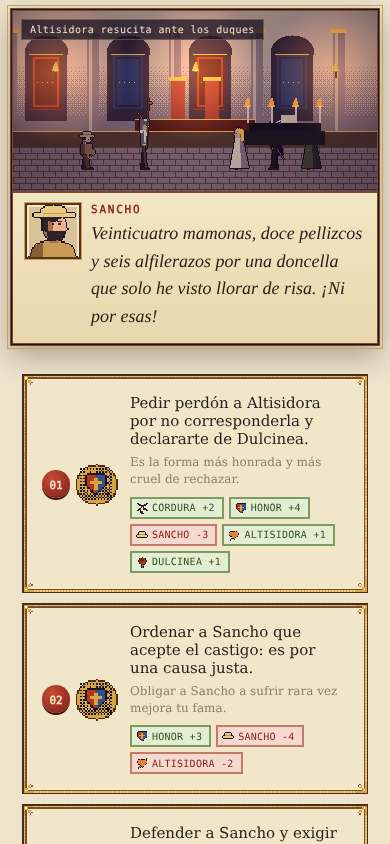 Altisidora resucita ante los duques
SANCHO
Veinticuatro mamonas, doce pellizcos
y seis alfilerazos por una doncella
que solo he visto llorar de risa. ¡Ni
por esas!
01
Pedir perdón a Altisidora
por no corresponderla y
declararte de Dulcinea.
Es la forma más honrada y más
cruel de rechazar.
CORDURA +2 HONOR +4
SANCHO -3 ALTISIDORA +1
DULCINEA +1
02
Ordenar a Sancho que
acepte el castigo: es por
una causa justa.
Obligar a Sancho a sufrir rara vez
mejora tu fama.
HONOR +3 SANCHO -4
ALTISIDORA -2
Defender a Sancho y exigir